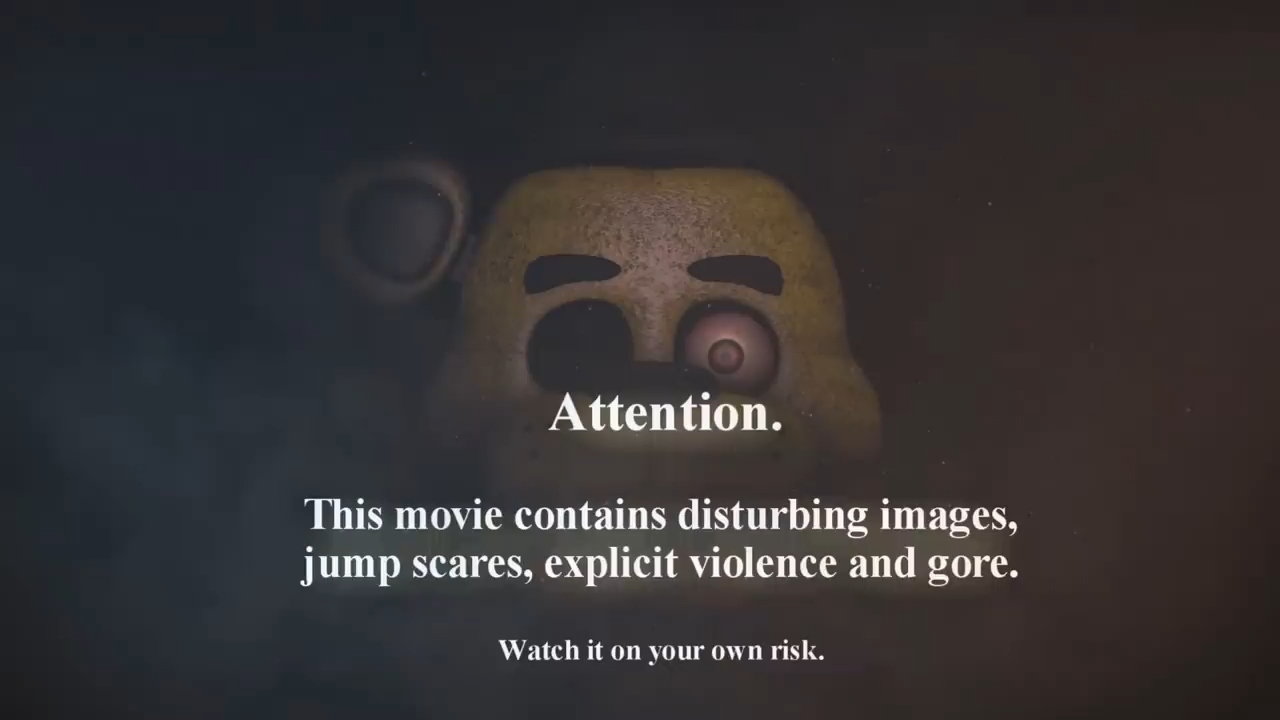 Attention.
This movie contains disturbing images,
jump scares, explicit violence and gore.
Watch it on your own risk.